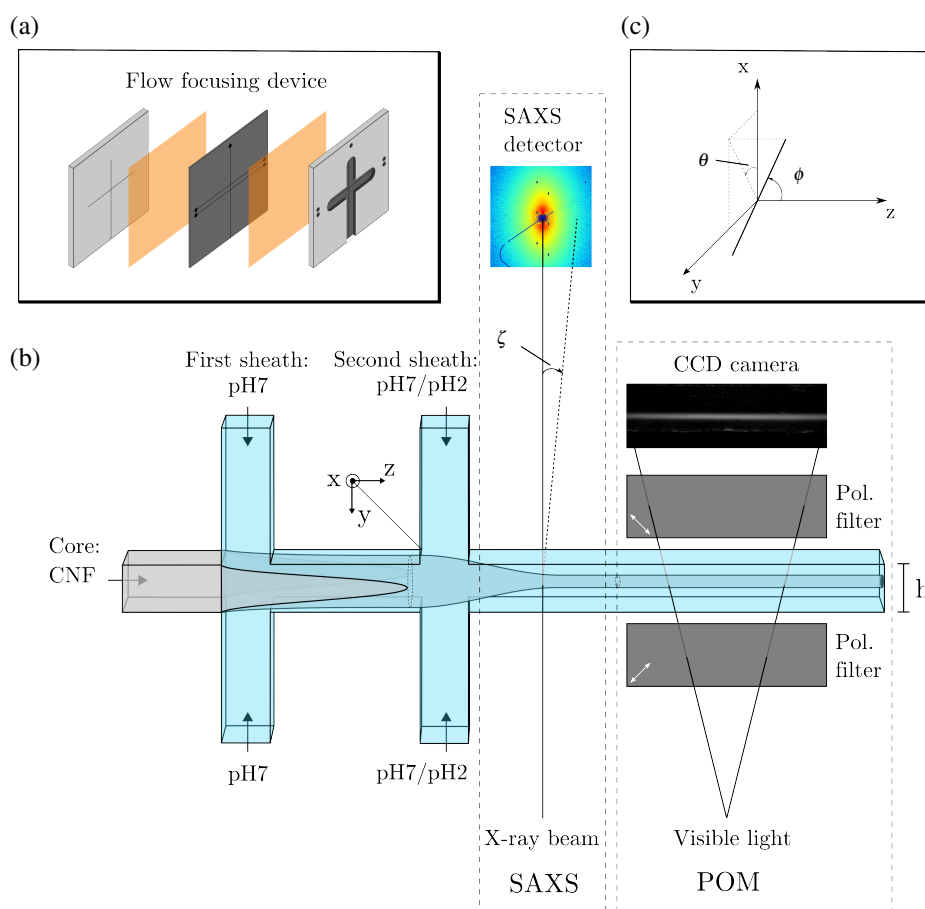 (a)
Flow focusing device
SAXS
detector
ζ
(c)
x
θ
ϕ
z
y
(b)
First sheath:
pH7
Second sheath:
pH7/pH2
x
z
y
Core:
CNF
pH7
pH7/pH2
X-ray beam
SAXS
CCD camera
Pol.
filter
h
Pol.
filter
Visible light
POM